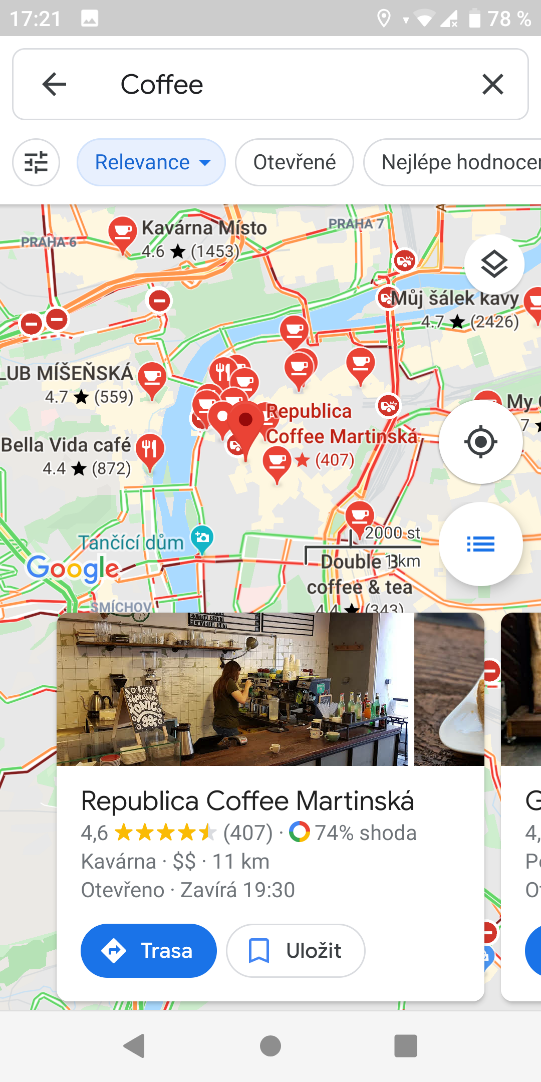 17:21
78 %
Coffee
Relevance
Otevřené
Nejlépe hodnocen
Kavárna Místo
4.6 ★ (1453)
PRAHA 7
PRAHA 6
Můj šálek kávy
4.7 ★ (2426)
LUB MÍŠEŇSKÁ
4.7 ★ (559)
My C
7 ★
Republica
Coffee Martinská
★ (407)
Bella Vida café
4.4 ★ (872)
Tančící dům
2000 st
1 km
Double B
coffee & tea
4.4 ★ (343)
Google
SMÍCHOV
Republica Coffee Martinská
4,6 ★★★★★ (407) · 74% shoda
Kavárna · $$ · 11 km
Otevřeno · Zavírá 19:30
Trasa
Uložit
G
4,
P
O